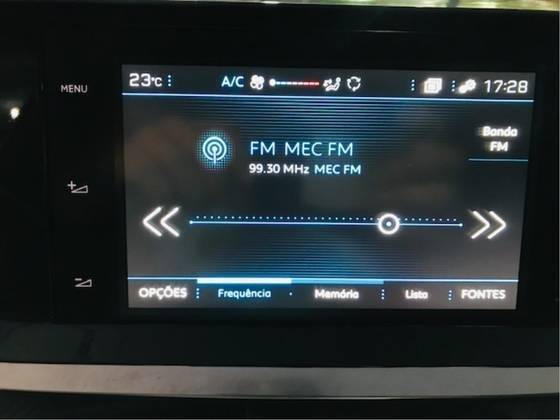 MENU
23°C A/C 17:28
FM MEC FM
99.30 MHz MEC FM
Banda
FM
OPÇÕES Frequência Memória Lista FONTES